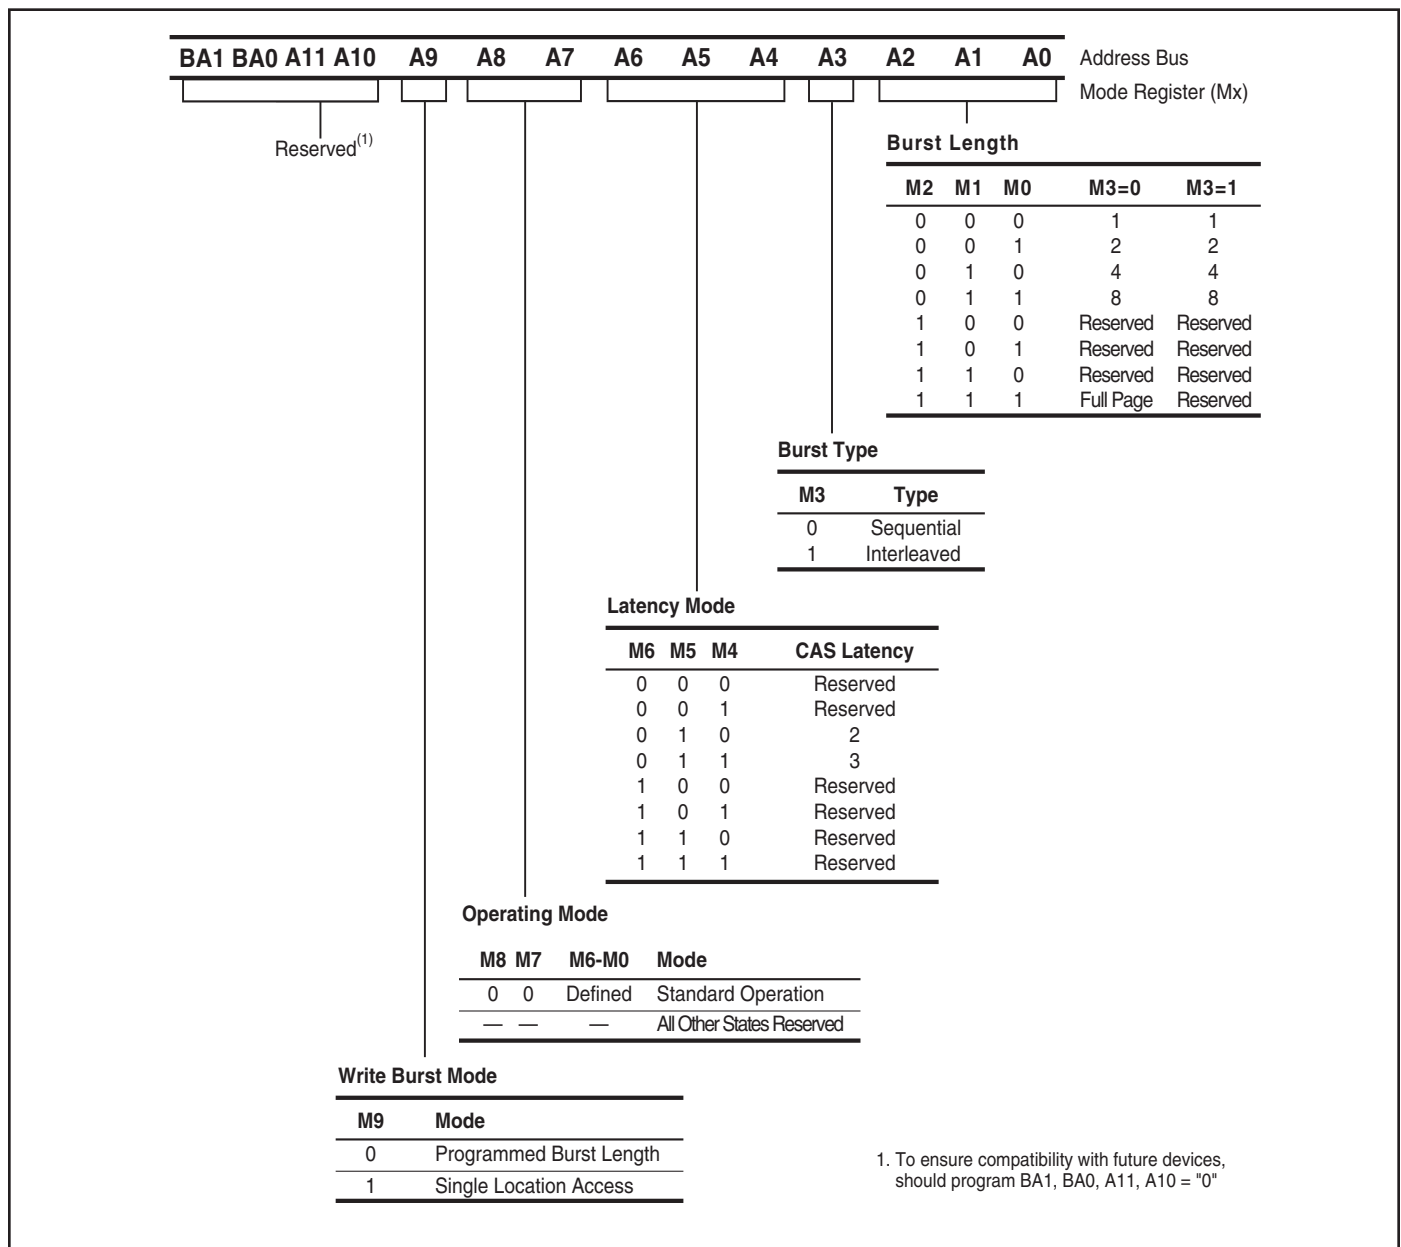 BA1 BA0 A11 A10 A9 A8 A7 A6 A5 A4 A3 A2 A1 A0 Address Bus
Mode Register (Mx)
Reserved(1)
Burst Length
M2 M1 M0 M3=0 M3=1
0 0 0 1 1
0 0 1 2 2
0 1 0 4 4
0 1 1 8 8
1 0 0 Reserved Reserved
1 0 1 Reserved Reserved
1 1 0 Reserved Reserved
1 1 1 Full Page Reserved
Burst Type
M3 Type
0 Sequential
1 Interleaved
Latency Mode
M6 M5 M4 CAS Latency
0 0 0 Reserved
0 0 1 Reserved
0 1 0 2
0 1 1 3
1 0 0 Reserved
1 0 1 Reserved
1 1 0 Reserved
1 1 1 Reserved
Operating Mode
M8 M7 M6-M0 Mode
0 0 Defined Standard Operation
— — — All Other States Reserved
Write Burst Mode
M9 Mode
0 Programmed Burst Length
1 Single Location Access
1. To ensure compatibility with future devices,
should program BA1, BA0, A11, A10 = "0"